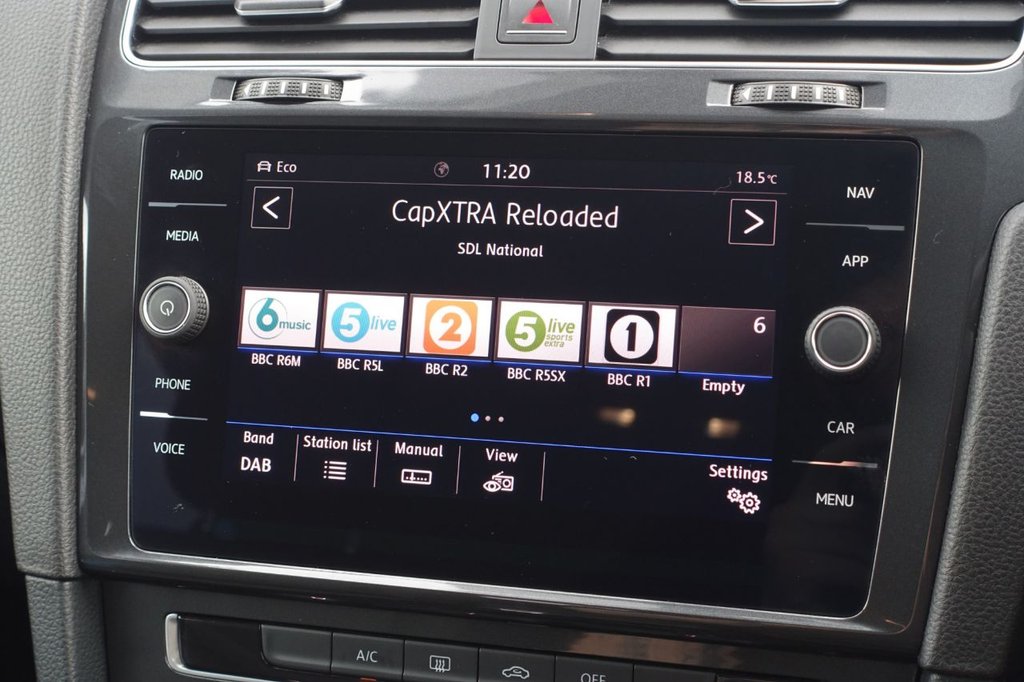 RADIO
MEDIA
PHONE
VOICE
Eco
11:20
18.5°C
<
CapXTRA Reloaded
>
SDL National
6 music
5 live
2
5 live sports extra
1
6
BBC R6M
BBC R5L
BBC R2
BBC R5SX
BBC R1
Empty
Band
Station list
Manual
View
Settings
DAB
NAV
APP
CAR
MENU
A/C
OFF